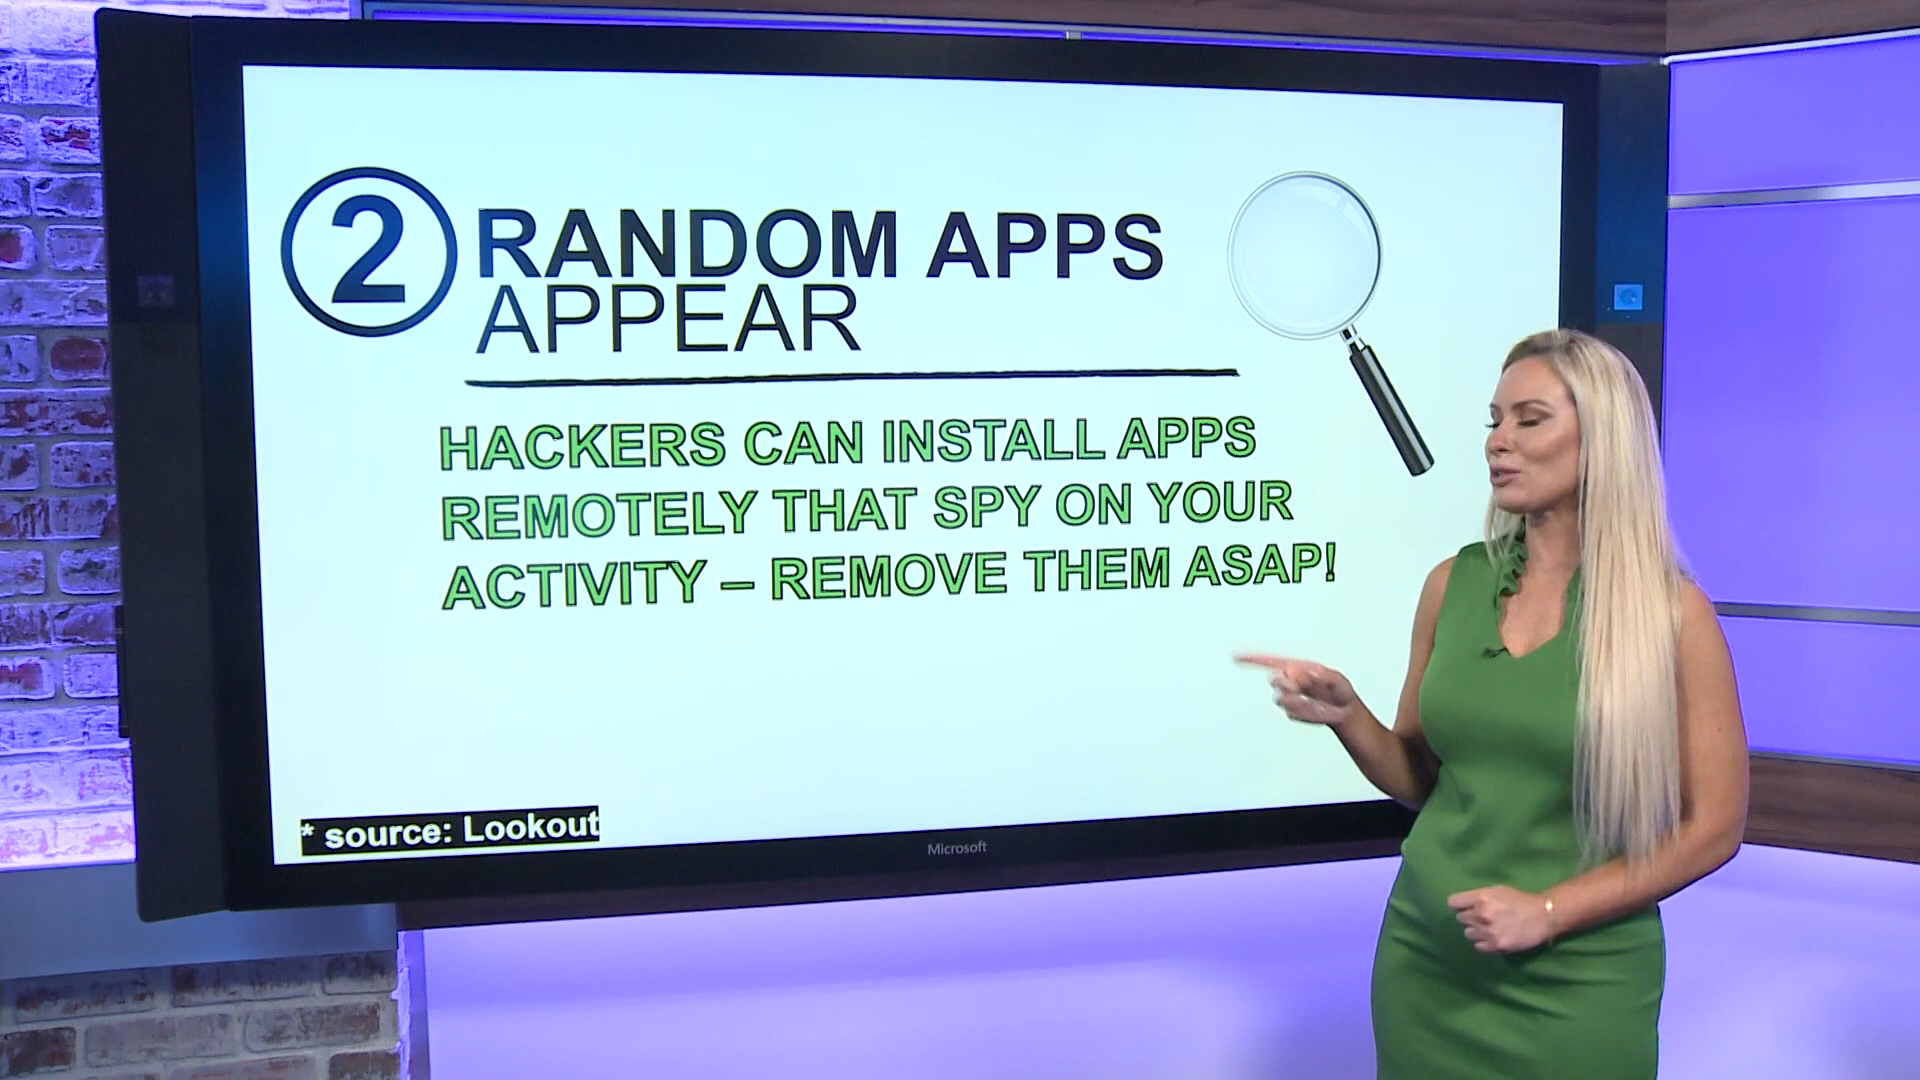 2 RANDOM APPS
APPEAR
HACKERS CAN INSTALL APPS
REMOTELY THAT SPY ON YOUR
ACTIVITY – REMOVE THEM ASAP!
* source: Lookout
Microsoft